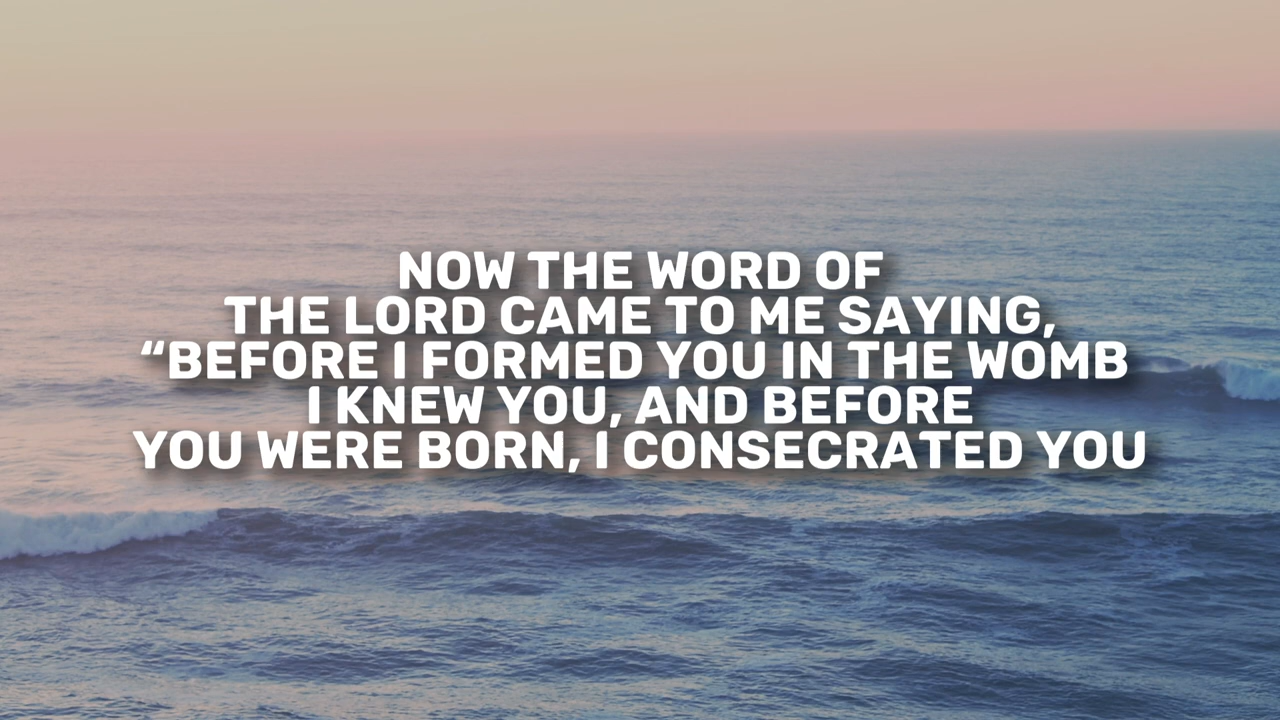 NOW THE WORD OF
THE LORD CAME TO ME SAYING,
“BEFORE I FORMED YOU IN THE WOMB
I KNEW YOU, AND BEFORE
YOU WERE BORN, I CONSECRATED YOU